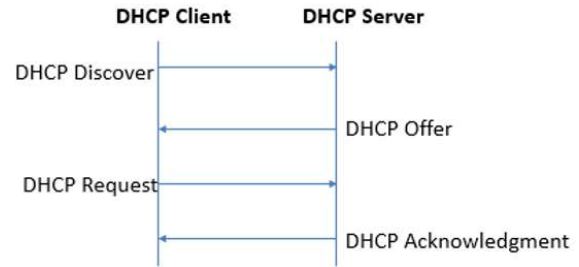 DHCP Client DHCP Server
DHCP Discover
DHCP Offer
DHCP Request
DHCP Acknowledgment